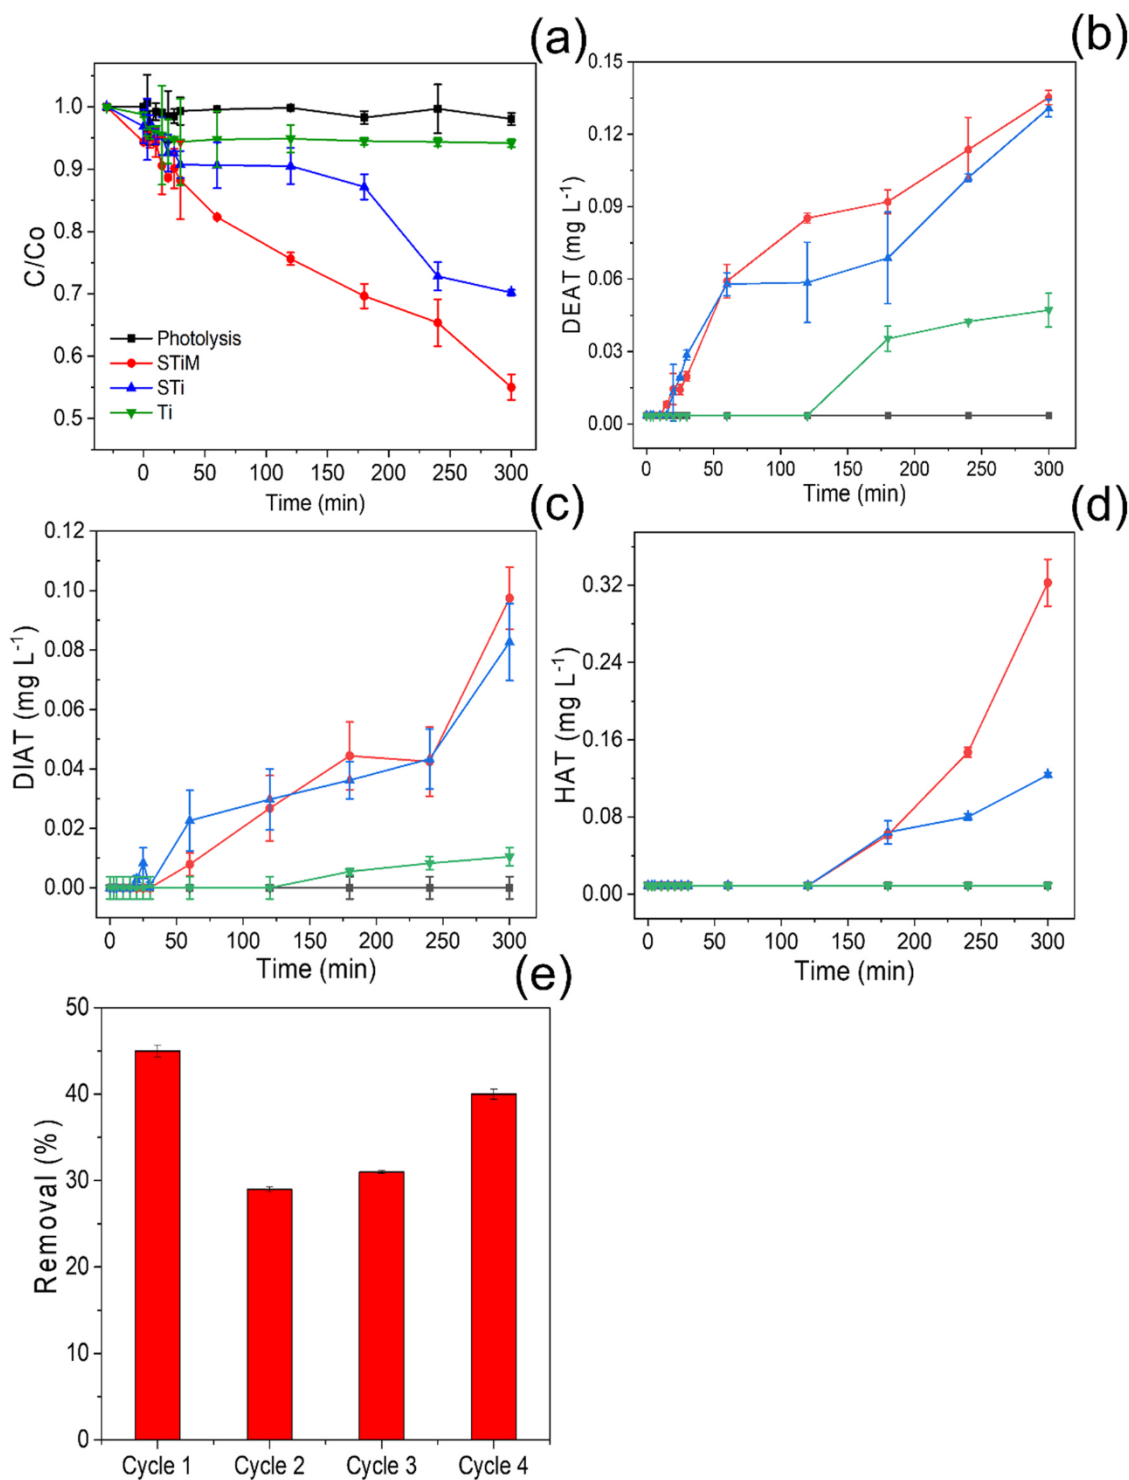 (a)
1.0
0.9
0.8
0.7
0.6
0.5
C/Co
Photolysis
STiM
STi
Ti
0 50 100 150 200 250 300
Time (min)
(b)
0.15
0.12
0.09
0.06
0.03
0.00
DEAT (mg L⁻¹)
0 50 100 150 200 250 300
Time (min)
(c)
0.12
0.10
0.08
0.06
0.04
0.02
0.00
DIAT (mg L⁻¹)
0 50 100 150 200 250 300
Time (min)
(d)
0.32
0.24
0.16
0.08
0.00
HAT (mg L⁻¹)
0 50 100 150 200 250 300
Time (min)
(e)
50
40
30
20
10
0
Removal (%)
Cycle 1 Cycle 2 Cycle 3 Cycle 4